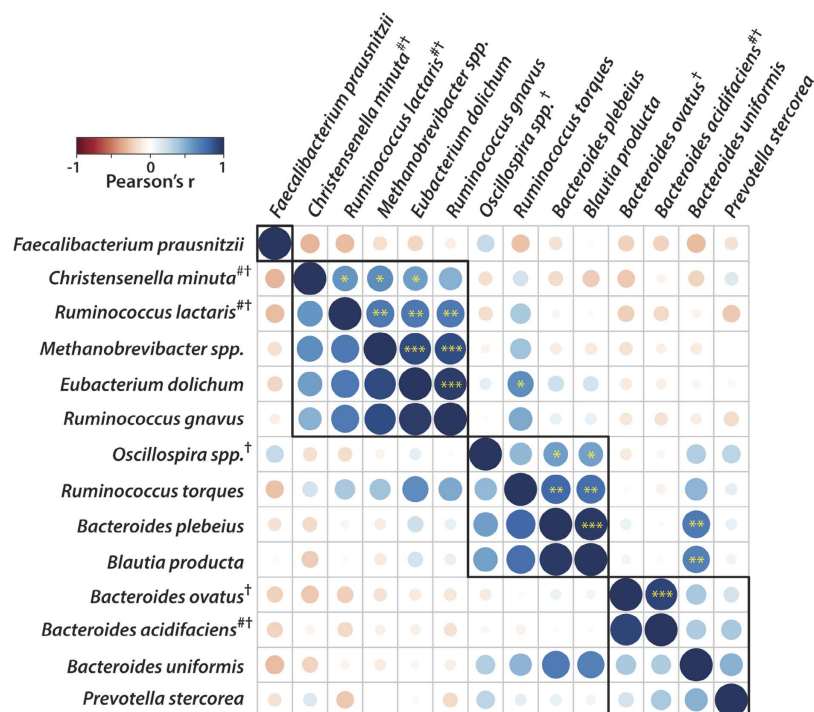 Faecalibacterium prausnitzii
Christensenella minuta#†
Ruminococcus lactaris#†
Methanobrevibacter spp.
Eubacterium dolichum
Ruminococcus gnavus
Oscillospira spp.†
Ruminococcus torques
Bacteroides plebeius
Blautia producta
Bacteroides ovatus†
Bacteroides acidifaciens#†
Bacteroides uniformis
Prevotella stercorea
-1 0 1
Pearson's r
Faecalibacterium prausnitzii
Christensenella minuta#† * * *
Ruminococcus lactaris#† ** ** **
Methanobrevibacter spp. *** ***
Eubacterium dolichum *** *
Ruminococcus gnavus
Oscillospira spp.† * *
Ruminococcus torques ** **
Bacteroides plebeius *** **
Blautia producta **
Bacteroides ovatus† ***
Bacteroides acidifaciens#†
Bacteroides uniformis
Prevotella stercorea